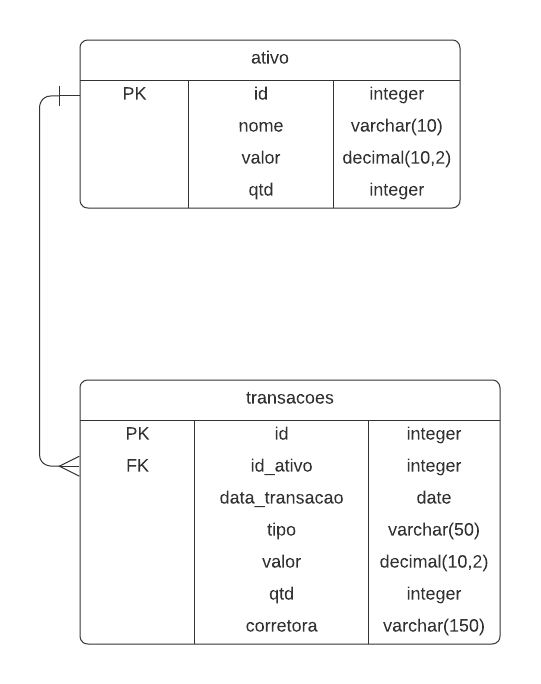 ativo
PK id integer
nome varchar(10)
valor decimal(10,2)
qtd integer
transacoes
PK id integer
FK id_ativo integer
data_transacao date
tipo varchar(50)
valor decimal(10,2)
qtd integer
corretora varchar(150)